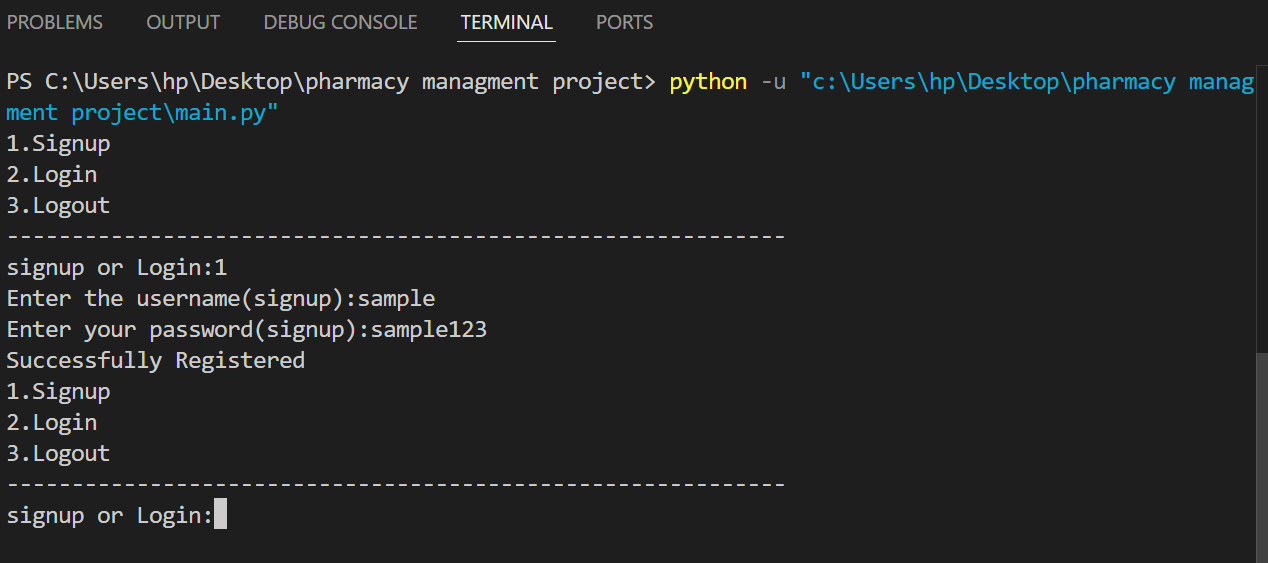 PROBLEMS OUTPUT DEBUG CONSOLE TERMINAL PORTS
PS C:\Users\hp\Desktop\pharmacy managment project> python -u "c:\Users\hp\Desktop\pharmacy manag
ment project\main.py"
1.Signup
2.Login
3.Logout
------------------------------------------------------------
signup or Login:1
Enter the username(signup):sample
Enter your password(signup):sample123
Successfully Registered
1.Signup
2.Login
3.Logout
------------------------------------------------------------
signup or Login: